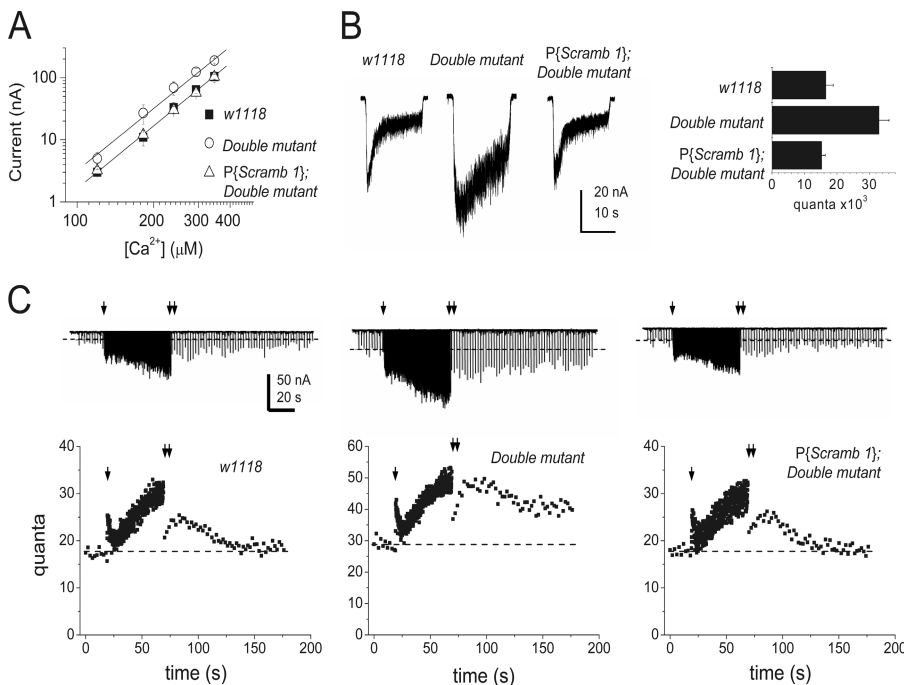 A
Current (nA)
100
10
1
100
200
300
400
[Ca2+] (μM)
w1118
Double mutant
P{Scramb 1};
Double mutant
B
w1118
Double mutant
P{Scramb 1};
Double mutant
20 nA
10 s
w1118
Double mutant
P{Scramb 1};
Double mutant
0 10 20 30
quanta x103
C
50 nA
20 s
40
30
20
10
0
quanta
w1118
0 50 100 150 200
time (s)
60
50
40
30
20
10
0
Double mutant
0 50 100 150 200
time (s)
40
30
20
10
0
P{Scramb 1};
Double mutant
0 50 100 150 200
time (s)